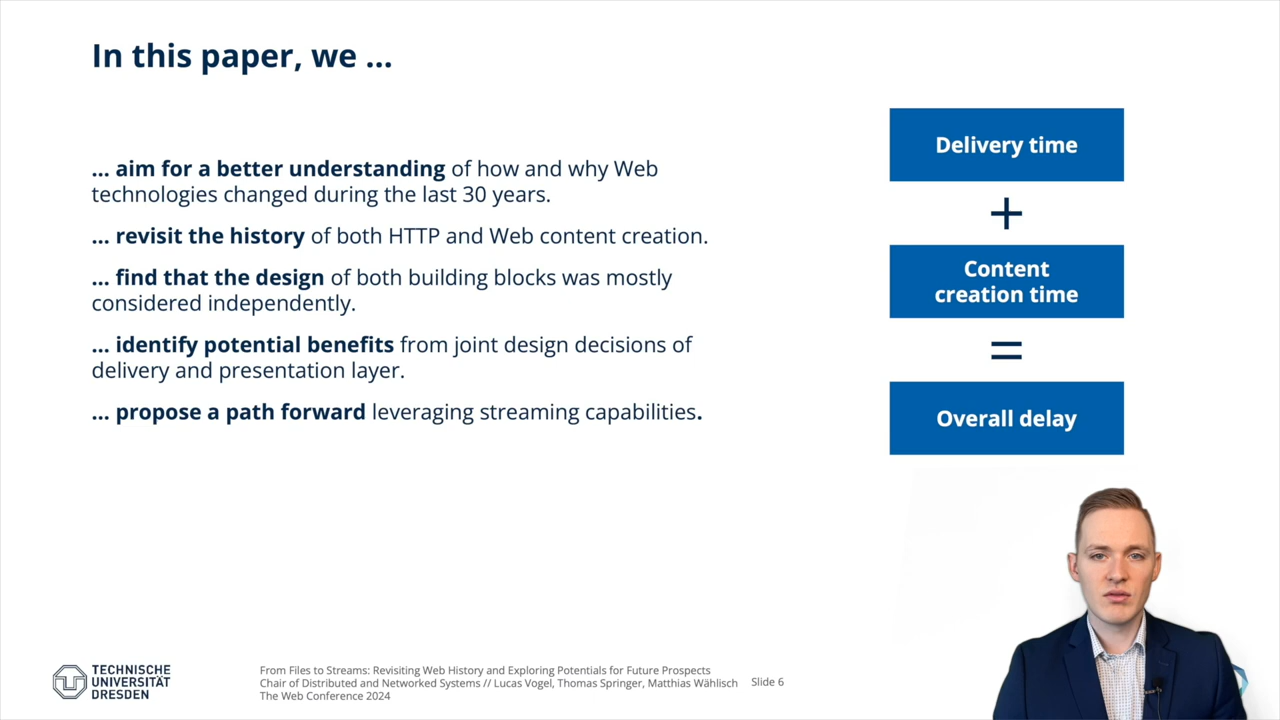 In this paper, we ...
... aim for a better understanding of how and why Web
technologies changed during the last 30 years.
... revisit the history of both HTTP and Web content creation.
... find that the design of both building blocks was mostly
considered independently.
... identify potential benefits from joint design decisions of
delivery and presentation layer.
... propose a path forward leveraging streaming capabilities.
Delivery time
+
Content
creation time
=
Overall delay
TECHNISCHE
UNIVERSITÄT
DRESDEN
From Files to Streams: Revisiting Web History and Exploring Potentials for Future Prospects
Chair of Distributed and Networked Systems // Lucas Vogel, Thomas Springer, Matthias Wählisch
The Web Conference 2024
Slide 6